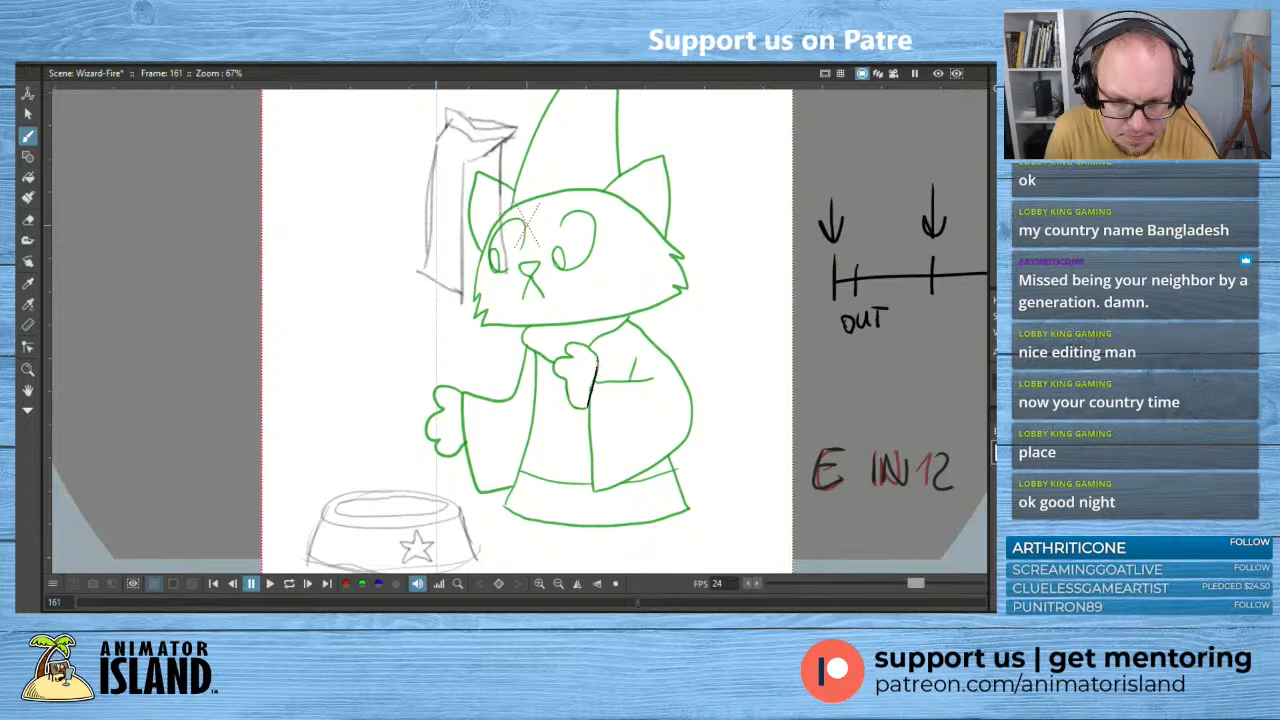 Support us on Patre
Scene: Wizard-Fire* :: Frame: 161 :: Zoom : 67%
OUT
E IN 12
ok
LOBBY KING GAMING
my country name Bangladesh
ARTHRITICONE
Missed being your neighbor by a
generation. damn.
LOBBY KING GAMING
nice editing man
LOBBY KING GAMING
now your country time
LOBBY KING GAMING
place
LOBBY KING GAMING
ok good night
ARTHRITICONE FOLLOW
SCREAMINGGOATLIVE FOLLOW
CLUELESSGAMEARTIST PLEDGED $24.50
PUNITRON89 FOLLOW
FPS 24
161
ANIMATOR
ISLAND™
support us | get mentoring
patreon.com/animatorisland